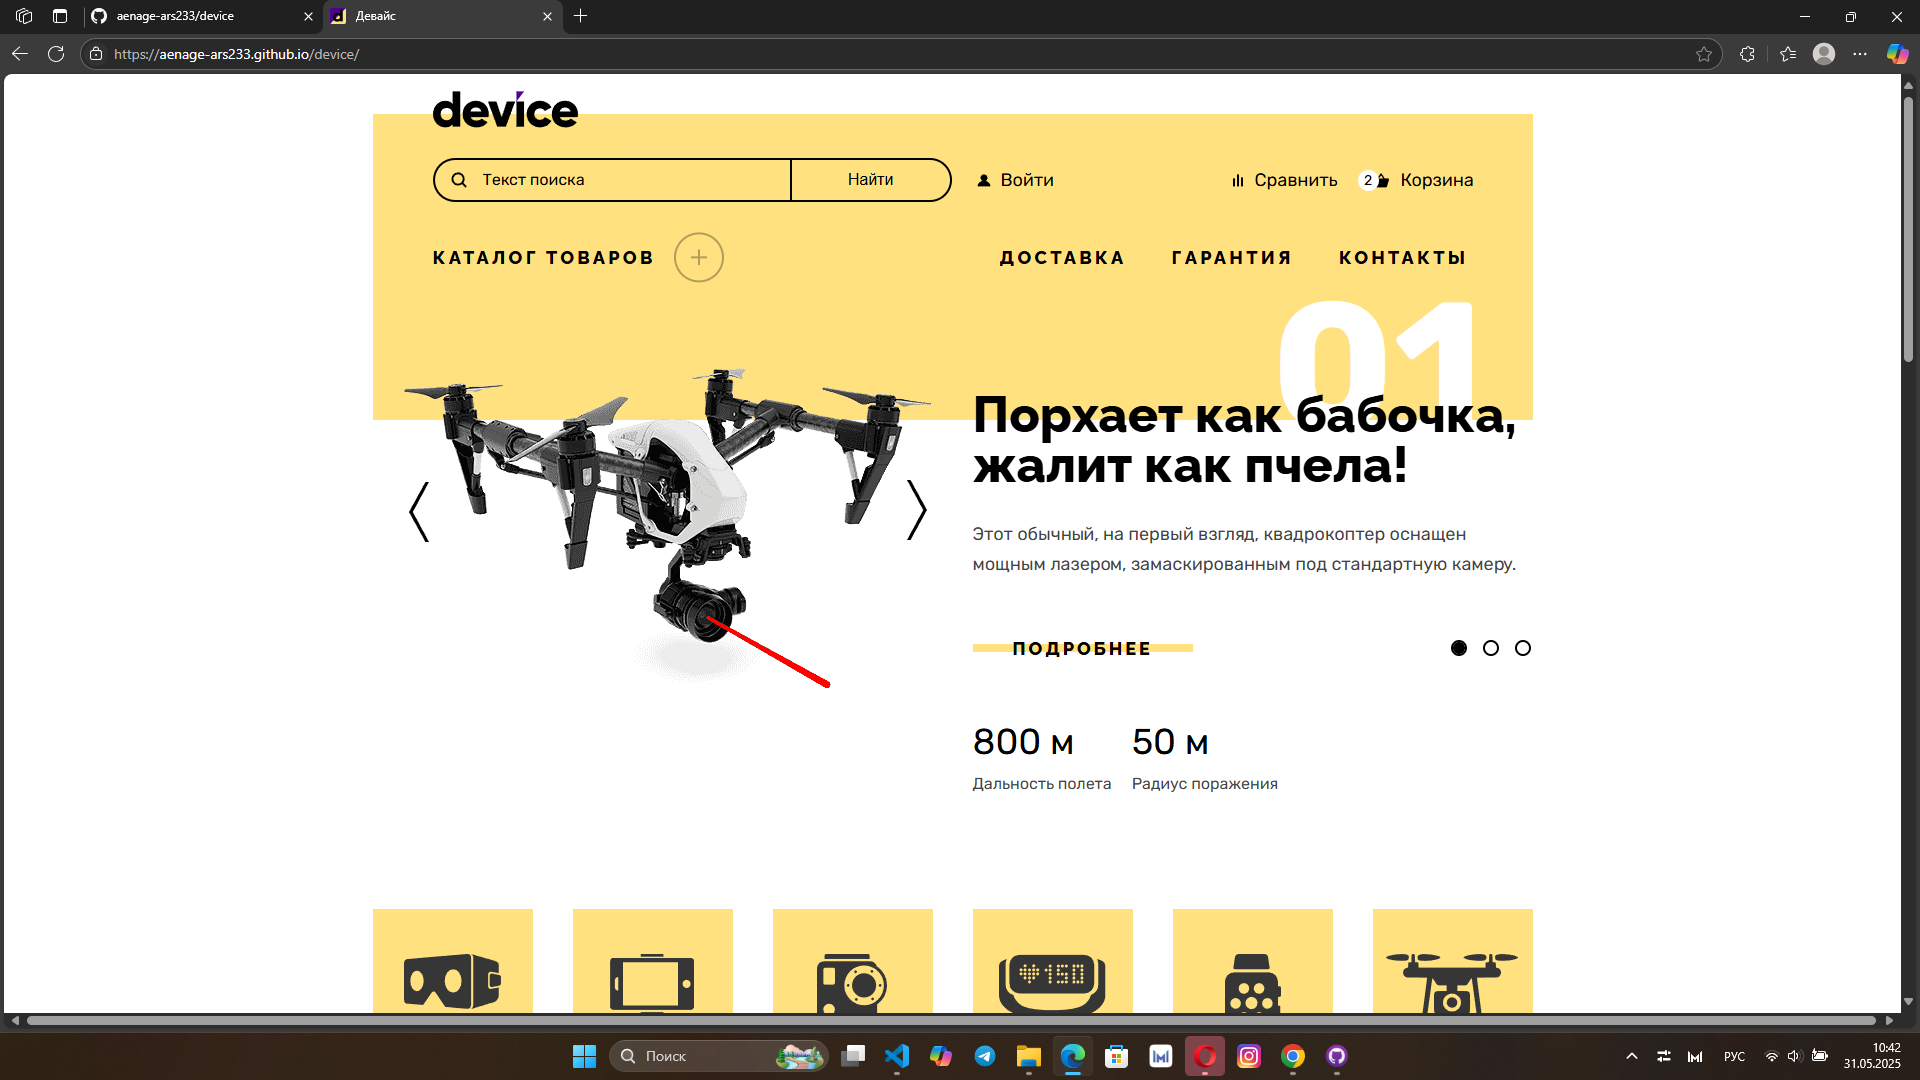 aenage-ars233/device
Девайс
https://aenage-ars233.github.io/device/
device
Текст поиска
Найти
Войти
Сравнить
2
Корзина
КАТАЛОГ ТОВАРОВ
ДОСТАВКА
ГАРАНТИЯ
КОНТАКТЫ
01
Порхает как бабочка,
жалит как пчела!
Этот обычный, на первый взгляд, квадрокоптер оснащен
мощным лазером, замаскированным под стандартную камеру.
ПОДРОБНЕЕ
800 м
50 м
Дальность полета
Радиус поражения
150
Поиск
РУС
10:42
31.05.2025